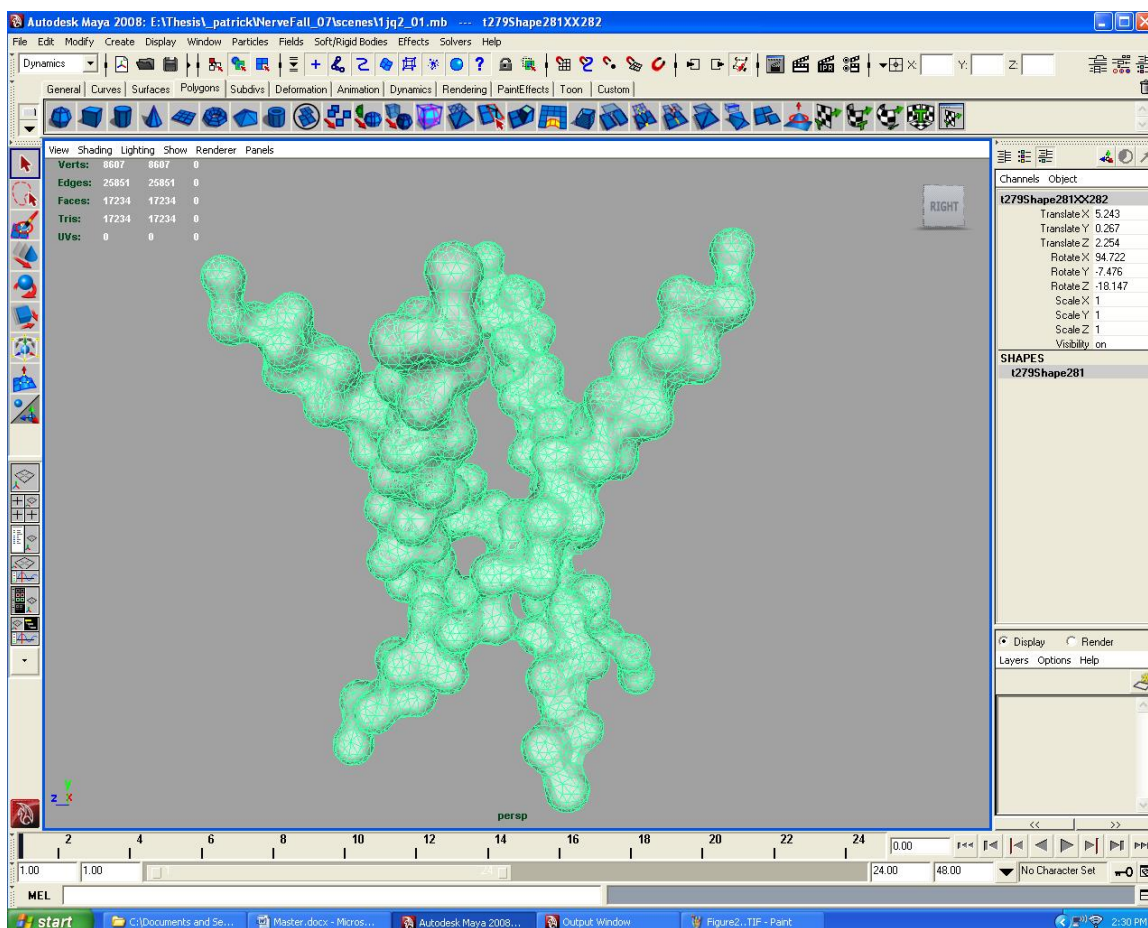 Autodesk Maya 2008: E:\Thesis\_patrick\NerveFall_07\scenes\1jq2_01.mb --- t279Shape281XX282
File Edit Modify Create Display Window Particles Fields Soft/Rigid Bodies Effects Solvers Help
Dynamics X: Y: Z:
General Curves Surfaces Polygons Subdivs Deformation Animation Dynamics Rendering PaintEffects Toon Custom
View Shading Lighting Show Renderer Panels
Verts: 8607 8607 0
Edges: 25851 25851 0
Faces: 17234 17234 0
Tris: 17234 17234 0
UVs: 0 0 0
RIGHT
Channels Object
t279Shape281XX282
Translate X 5.243
Translate Y 0.267
Translate Z 2.254
Rotate X 94.722
Rotate Y -7.476
Rotate Z -18.147
Scale X 1
Scale Y 1
Scale Z 1
Visibility on
SHAPES
t279Shape281
Display Render
Layers Options Help
y
z x
persp
<< >>
2 4 6 8 10 12 14 16 18 20 22 24 0.00
1.00 1.00 1 24 24.00 48.00 No Character Set
MEL
start C:\Documents and Se... Master.docx - Micros... Autodesk Maya 2008... Output Window Figure2..TIF - Paint 2:30 PM